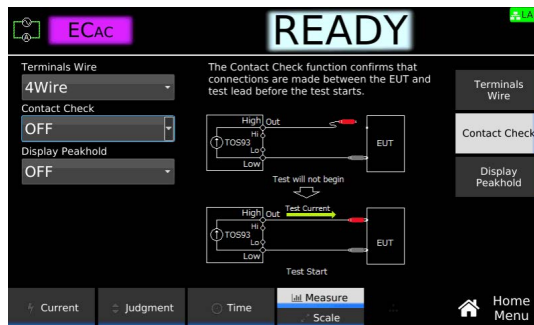 ECAC
READY
LA
Terminals Wire
4Wire
Contact Check
OFF
Display Peakhold
OFF
The Contact Check function confirms that
connections are made between the EUT and
test lead before the test starts.
High Out
Hi
TOS93
Lo
Low
EUT
Test will not begin
High Out
Test Current
Hi
TOS93
Lo
Low
EUT
Test Start
Terminals
Wire
Contact Check
Display
Peakhold
Current
Judgment
Time
Measure
Scale
Home
Menu